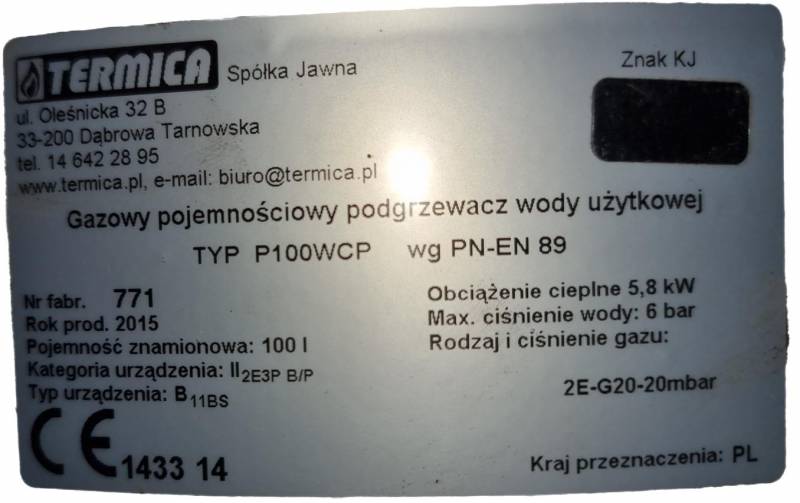 TERMICA Spółka Jawna
Znak KJ
ul. Oleśnicka 32 B
33-200 Dąbrowa Tarnowska
tel. 14 642 28 95
www.termica.pl, e-mail: biuro@termica.pl
Gazowy pojemnościowy podgrzewacz wody użytkowej
TYP P100WCP wg PN-EN 89
Nr fabr. 771
Rok prod. 2015
Pojemność znamionowa: 100 l
Kategoria urządzenia: II2E3P B/P
Typ urządzenia: B11BS
Obciążenie cieplne 5,8 kW
Max. ciśnienie wody: 6 bar
Rodzaj i ciśnienie gazu:
2E-G20-20mbar
CE 1433 14
Kraj przeznaczenia: PL